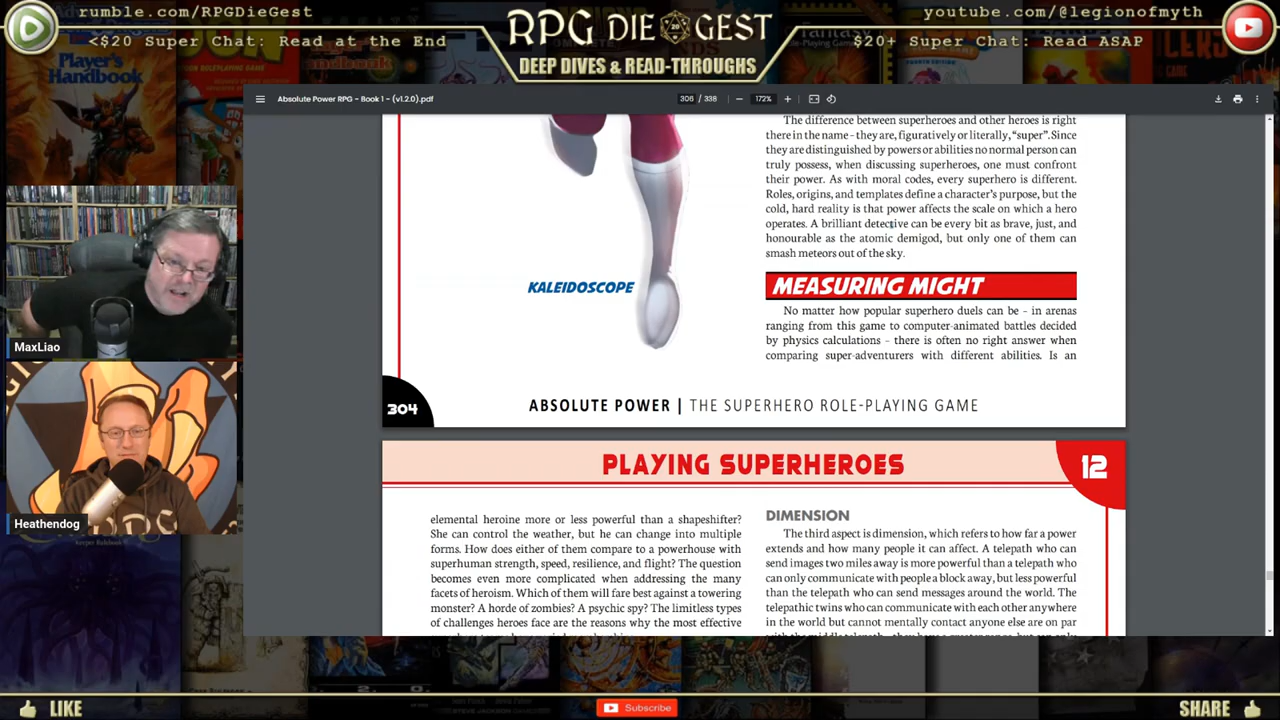 rumble.com/RPGDieGest
<$20 Super Chat: Read at the End
RPG DIE GEST
DEEP DIVES & READ-THROUGHS
youtube.com/@legionofmyth
$20+ Super Chat: Read ASAP
Player's
Handbook
Absolute Power RPG - Book 1 - (v1.2.0).pdf
306 / 338
172%
The difference between superheroes and other heroes is right
there in the name – they are, figuratively or literally, “super”. Since
they are distinguished by powers or abilities no normal person can
truly possess, when discussing superheroes, one must confront
their power. As with moral codes, every superhero is different.
Roles, origins, and templates define a character's purpose, but the
cold, hard reality is that power affects the scale on which a hero
operates. A brilliant detective can be every bit as brave, just, and
honourable as the atomic demigod, but only one of them can
smash meteors out of the sky.
KALEIDOSCOPE
MEASURING MIGHT
No matter how popular superhero duels can be – in arenas
ranging from this game to computer-animated battles decided
by physics calculations – there is often no right answer when
comparing super-adventurers with different abilities. Is an
304
ABSOLUTE POWER | THE SUPERHERO ROLE-PLAYING GAME
PLAYING SUPERHEROES
12
elemental heroine more or less powerful than a shapeshifter?
She can control the weather, but he can change into multiple
forms. How does either of them compare to a powerhouse with
superhuman strength, speed, resilience, and flight? The question
becomes even more complicated when addressing the many
facets of heroism. Which of them will fare best against a towering
monster? A horde of zombies? A psychic spy? The limitless types
of challenges heroes face are the reasons why the most effective
DIMENSION
The third aspect is dimension, which refers to how far a power
extends and how many people it can affect. A telepath who can
send images two miles away is more powerful than a telepath who
can only communicate with people a block away, but less powerful
than the telepath who can send messages around the world. The
telepathic twins who can communicate with each other anywhere
in the world but cannot mentally contact anyone else are on par
MaxLiao
Heathendog
LIKE
Subscribe
SHARE